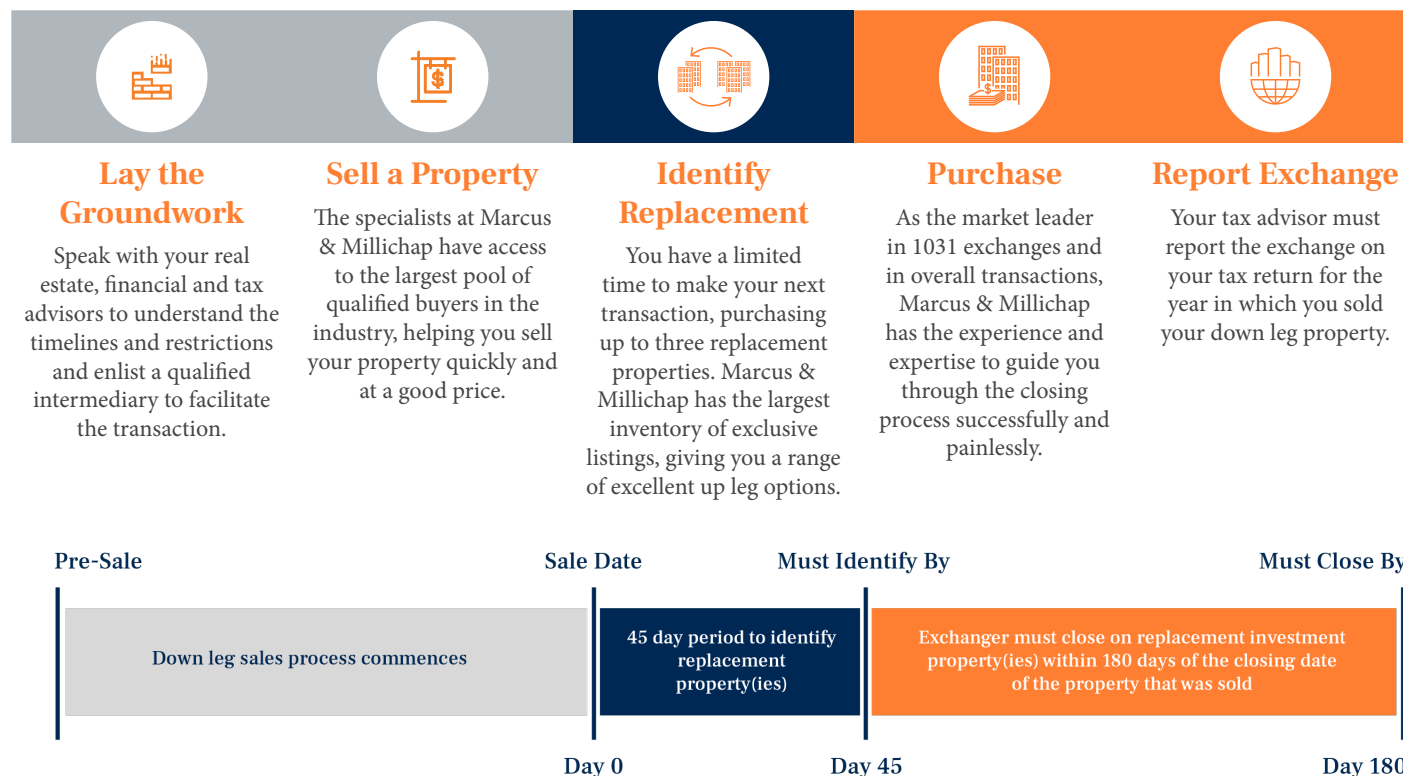 Lay the
Groundwork
Speak with your real
estate, financial and tax
advisors to understand the
timelines and restrictions
and enlist a qualified
intermediary to facilitate
the transaction.
Sell a Property
The specialists at Marcus
& Millichap have access
to the largest pool of
qualified buyers in the
industry, helping you sell
your property quickly and
at a good price.
Identify
Replacement
You have a limited
time to make your next
transaction, purchasing
up to three replacement
properties. Marcus &
Millichap has the largest
inventory of exclusive
listings, giving you a range
of excellent up leg options.
Purchase
As the market leader
in 1031 exchanges and
in overall transactions,
Marcus & Millichap
has the experience and
expertise to guide you
through the closing
process successfully and
painlessly.
Report Exchange
Your tax advisor must
report the exchange on
your tax return for the
year in which you sold
your down leg property.
Pre-Sale
Sale Date
Must Identify By
Must Close By
Down leg sales process commences
45 day period to identify
replacement
property(ies)
Exchanger must close on replacement investment
property(ies) within 180 days of the closing date
of the property that was sold
Day 0
Day 45
Day 180